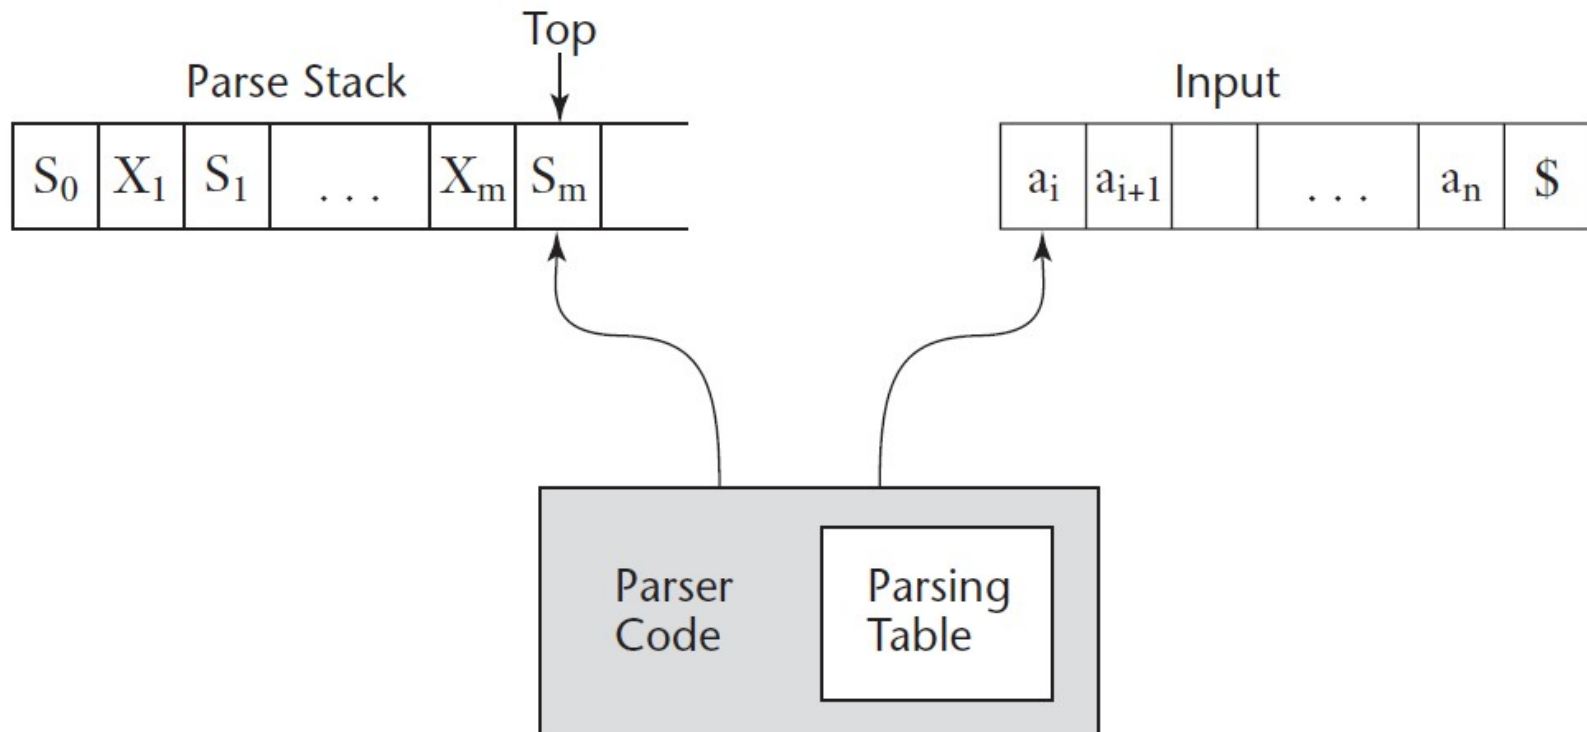 Top
Parse Stack
Input
S₀ X₁ S₁ . . . Xₘ Sₘ
aᵢ aᵢ₊₁ . . . aₙ $
Parser
Code
Parsing
Table